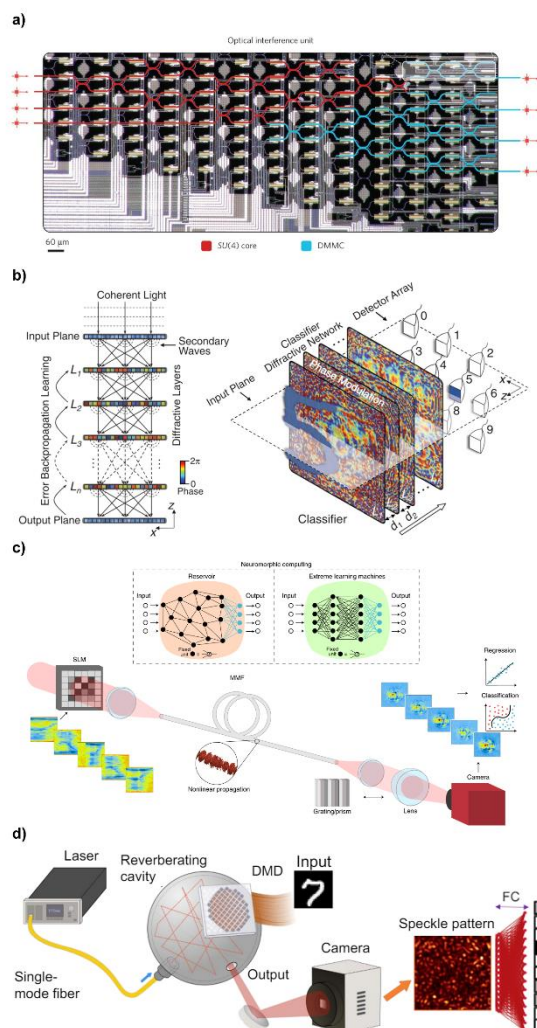 a)
Optical interference unit
60 μm
SU(4) core
DMMC
b)
Coherent Light
Input Plane
Secondary
Waves
L1
L2
L3
Ln
Error Backpropagation Learning
Diffractive Layers
2π
0
Phase
Output Plane
z
x
Input Plane
Classifier
Diffractive Network
Phase Modulation
Detector Array
0
1
2
3
4
5
6
8
9
x
z
d1
d2
Classifier
c)
Neuromorphic computing
Reservoir
Extreme learning machines
Input
Output
Input
Output
Fixed
unit
Fixed
unit
SLM
MMF
Nonlinear propagation
Grating/prism
Lens
Camera
Regression
Classification
d)
Laser
Reverberating
cavity
DMD
Input
Single-
mode fiber
Output
Camera
Speckle pattern
FC